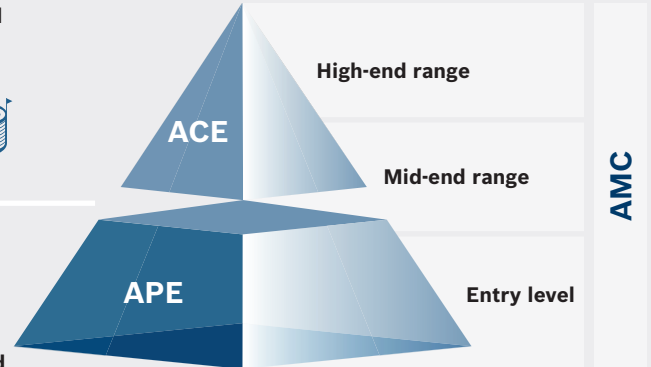 High-end range
ACE
Mid-end range
AMC
APE
Entry level